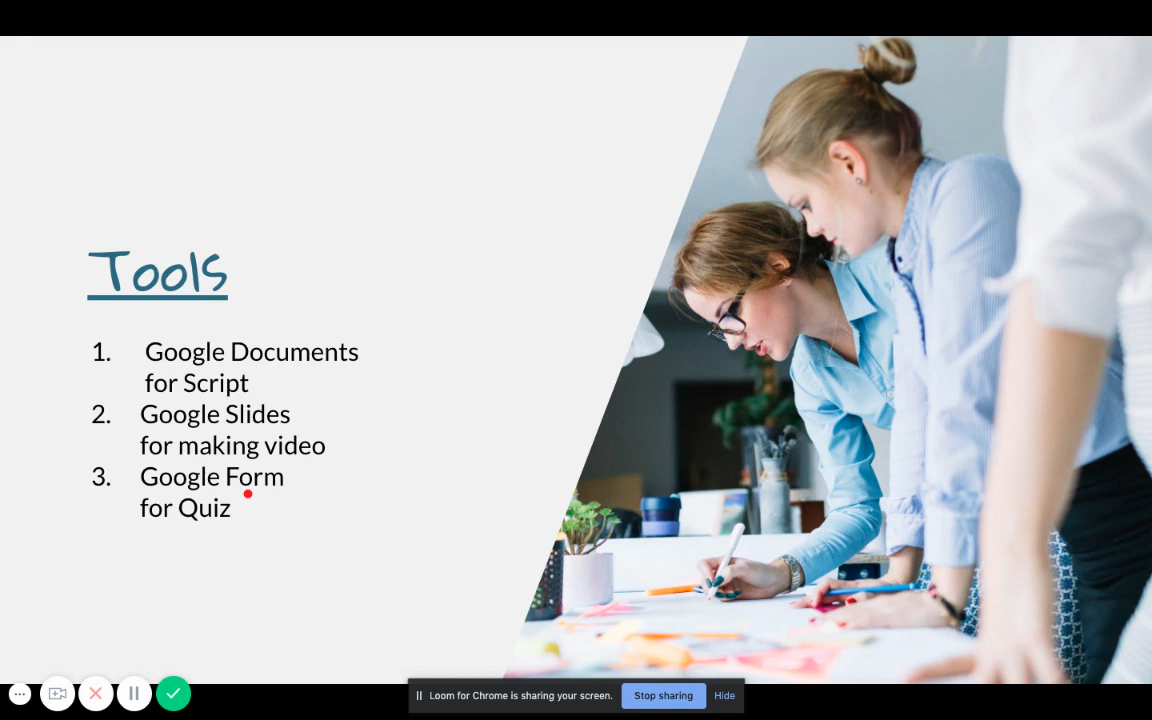 Tools
1. Google Documents
for Script
2. Google Slides
for making video
3. Google Form
for Quiz
Loom for Chrome is sharing your screen. Stop sharing Hide